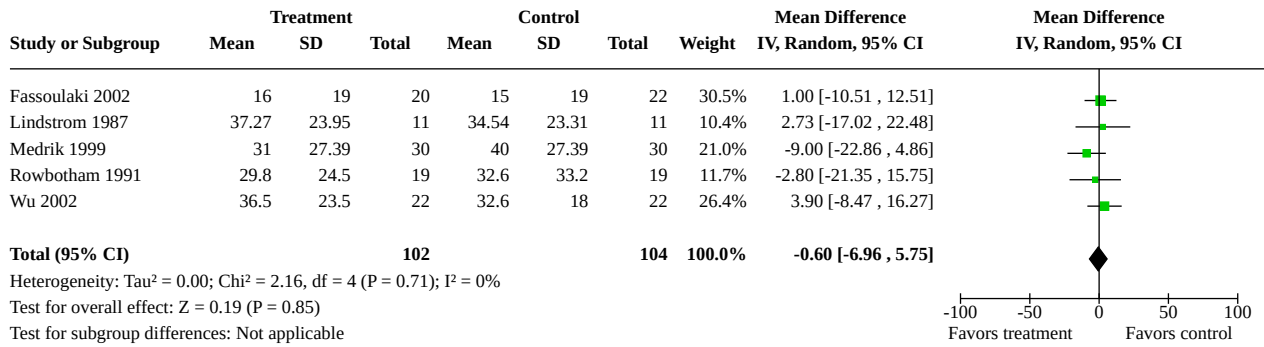 Treatment Control Mean Difference Mean Difference
Study or Subgroup Mean SD Total Mean SD Total Weight IV, Random, 95% CI IV, Random, 95% CI
Fassoulaki 2002 16 19 20 15 19 22 30.5% 1.00 [-10.51 , 12.51]
Lindstrom 1987 37.27 23.95 11 34.54 23.31 11 10.4% 2.73 [-17.02 , 22.48]
Medrik 1999 31 27.39 30 40 27.39 30 21.0% -9.00 [-22.86 , 4.86]
Rowbotham 1991 29.8 24.5 19 32.6 33.2 19 11.7% -2.80 [-21.35 , 15.75]
Wu 2002 36.5 23.5 22 32.6 18 22 26.4% 3.90 [-8.47 , 16.27]
Total (95% CI) 102 104 100.0% -0.60 [-6.96 , 5.75]
Heterogeneity: Tau² = 0.00; Chi² = 2.16, df = 4 (P = 0.71); I² = 0%
Test for overall effect: Z = 0.19 (P = 0.85)
-100 -50 0 50 100
Test for subgroup differences: Not applicable
Favors treatment Favors control